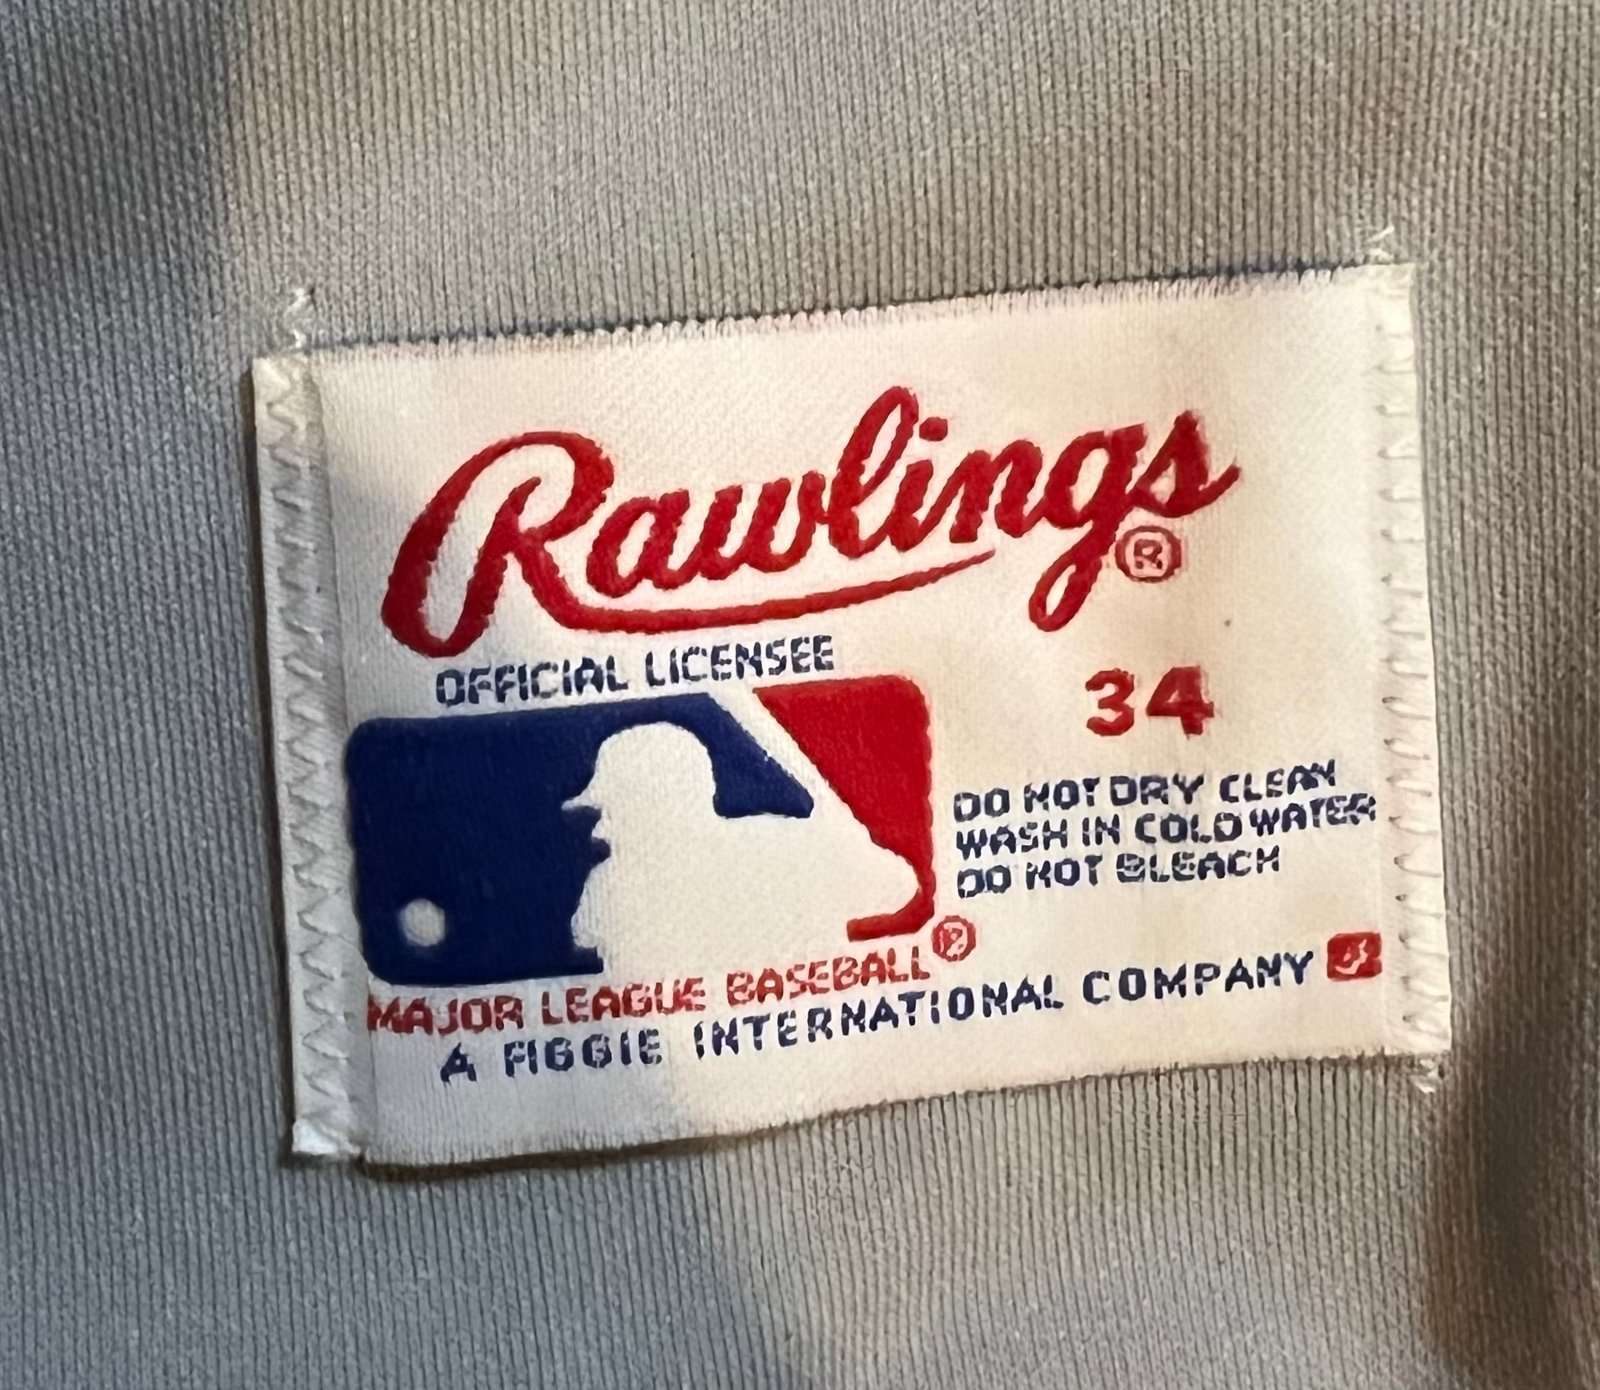 Rawlings ®
OFFICIAL LICENSEE
34
DO NOT DRY CLEAN
WASH IN COLD WATER
DO NOT BLEACH
MAJOR LEAGUE BASEBALL ®
A FIGGIE INTERNATIONAL COMPANY